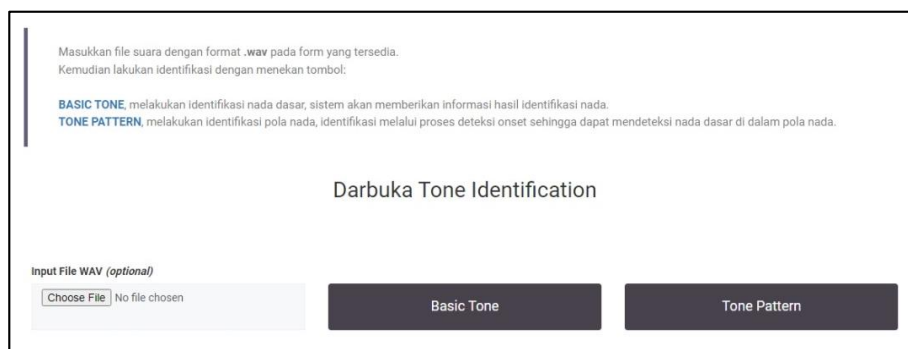 Masukkan file suara dengan format .wav pada form yang tersedia.
Kemudian lakukan identifikasi dengan menekan tombol:
BASIC TONE, melakukan identifikasi nada dasar, sistem akan memberikan informasi hasil identifikasi nada.
TONE PATTERN, melakukan identifikasi pola nada, identifikasi melalui proses deteksi onset sehingga dapat mendeteksi nada dasar di dalam pola nada.
Darbuka Tone Identification
Input File WAV (optional)
Choose File No file chosen
Basic Tone
Tone Pattern